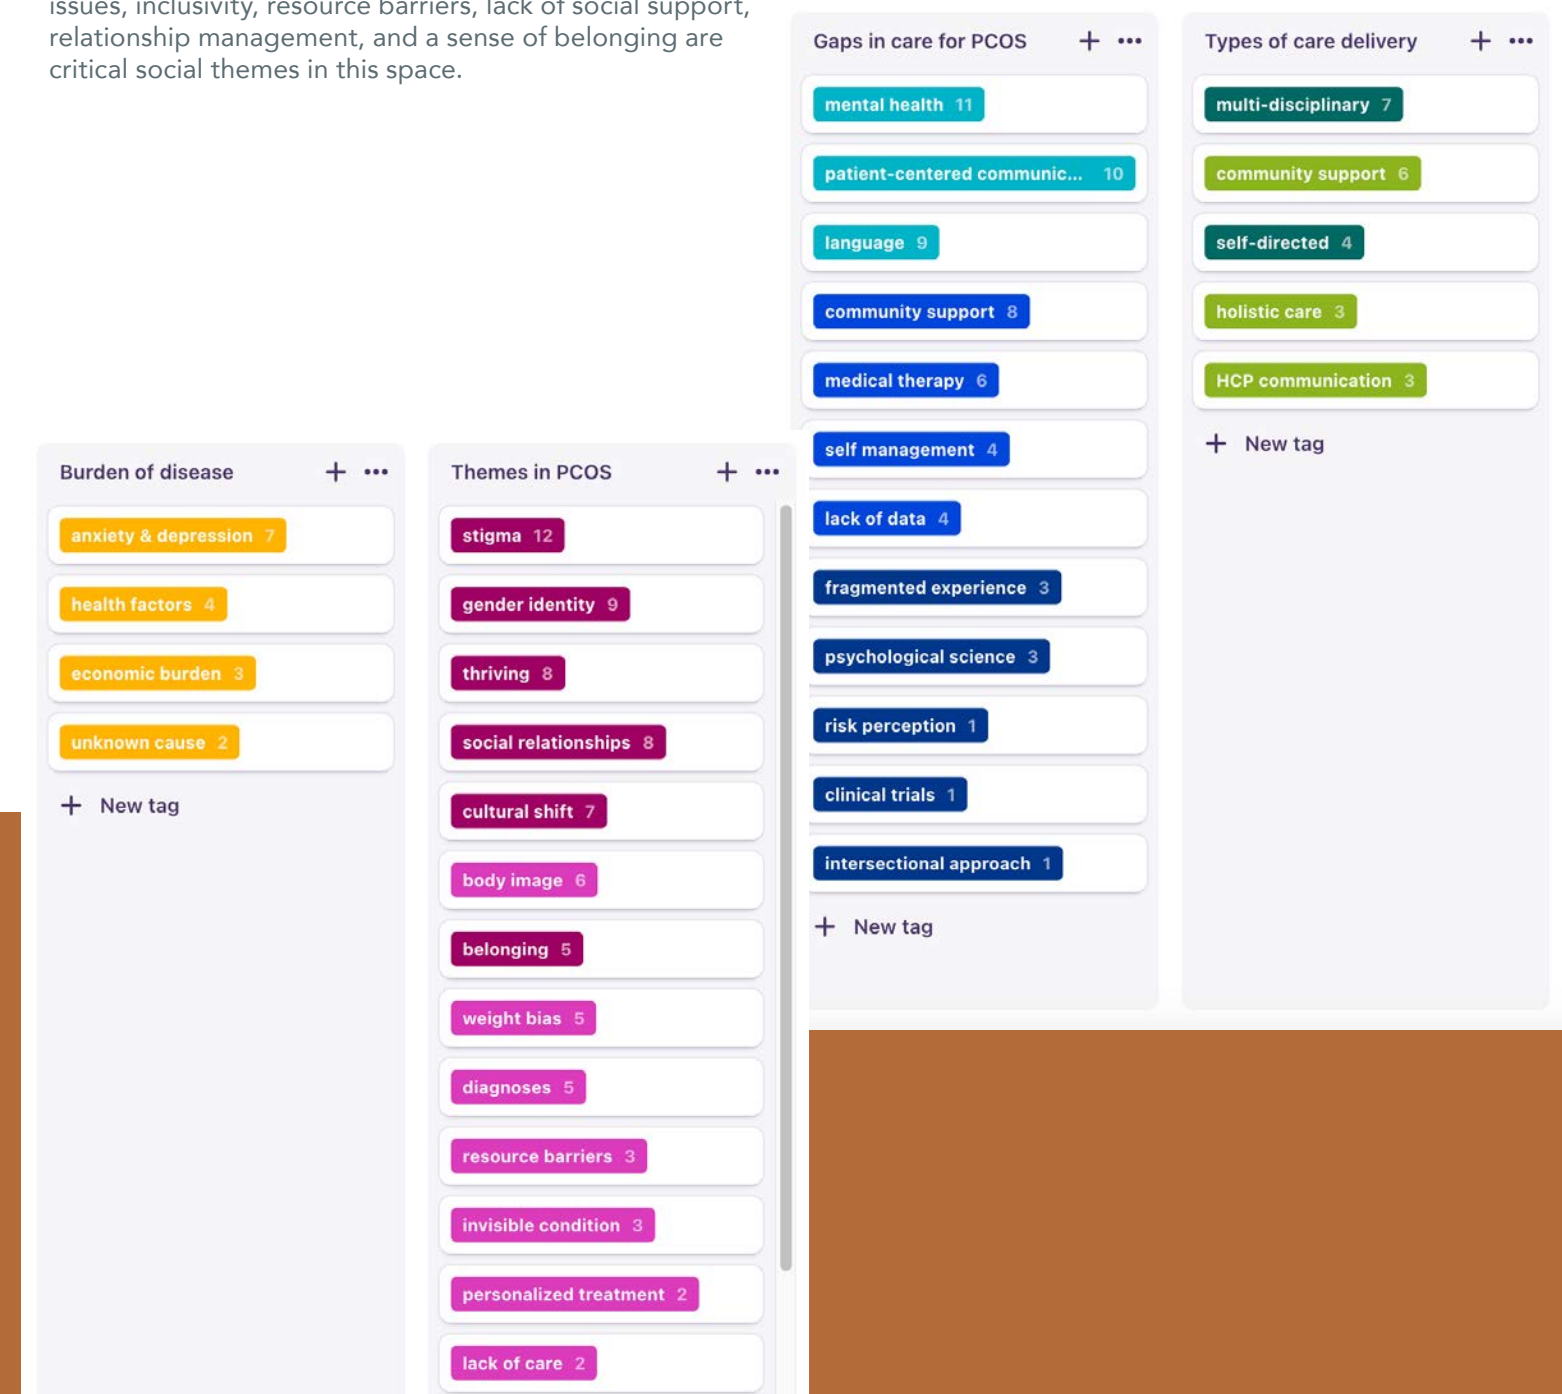 issues, inclusivity, resource barriers, lack of social support,
relationship management, and a sense of belonging are
critical social themes in this space.
Burden of disease + •••
anxiety & depression 7
health factors 4
economic burden 3
unknown cause 2
+ New tag
Themes in PCOS + •••
stigma 12
gender identity 9
thriving 8
social relationships 8
cultural shift 7
body image 6
belonging 5
weight bias 5
diagnoses 5
resource barriers 3
invisible condition 3
personalized treatment 2
lack of care 2
Gaps in care for PCOS + •••
mental health 11
patient-centered communic... 10
language 9
community support 8
medical therapy 6
self management 4
lack of data 4
fragmented experience 3
psychological science 3
risk perception 1
clinical trials 1
intersectional approach 1
+ New tag
Types of care delivery + •••
multi-disciplinary 7
community support 6
self-directed 4
holistic care 3
HCP communication 3
+ New tag